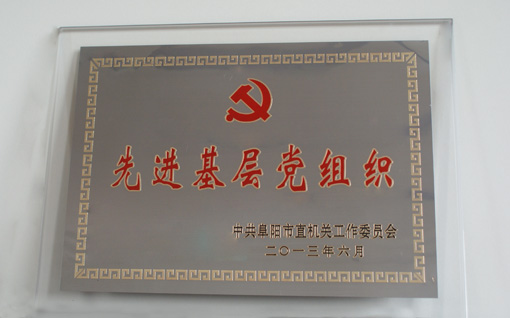 先进基层党组织
中共阜阳市直机关工作委员会
二〇一三年六月